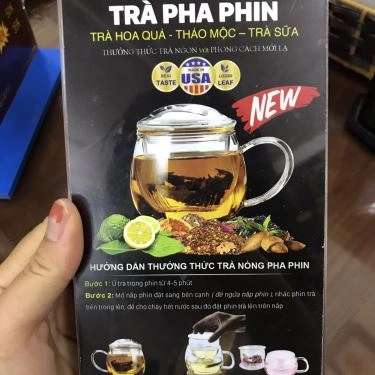 TRÀ PHA PHIN
TRÀ HOA QUẢ - THẢO MỘC – TRÀ SỮA
THƯỞNG THỨC TRÀ NGON VỚI PHONG CÁCH MỚI LẠ
REAL TASTE
MADE IN USA
LOOSE LEAF
NEW
HƯỚNG DẪN THƯỞNG THỨC TRÀ NÓNG PHA PHIN
Bước 1: Ủ trà trong phin từ 4-5 phút
Bước 2: Mở nắp phin đặt sang bên cạnh ( để ngửa nắp phin ), nhấc phin trà
bên trong lên, để cho chảy hết nước sau đó đặt phin trà lên trên nắp